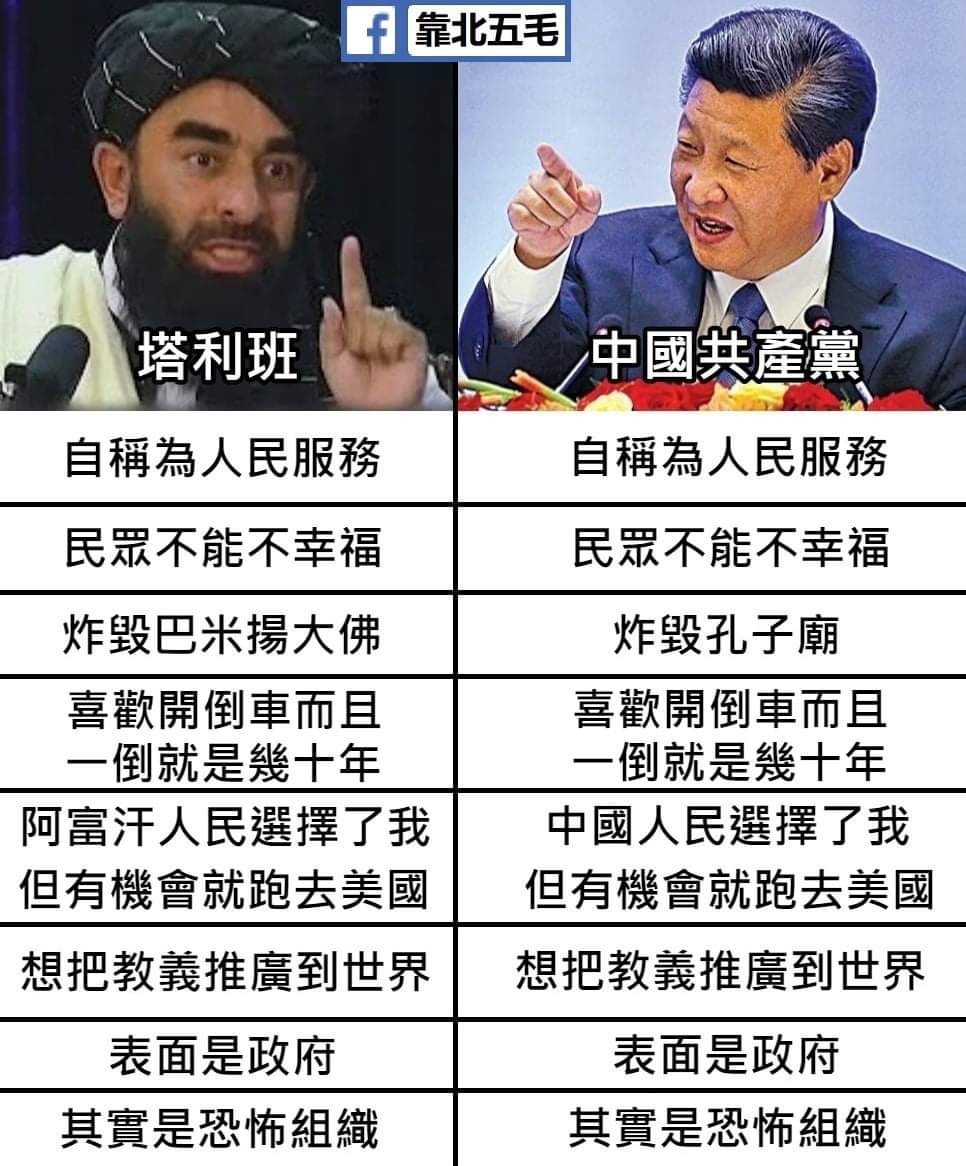 f 靠北五毛
塔利班
中國共產黨
自稱為人民服務
自稱為人民服務
民眾不能不幸福
民眾不能不幸福
炸毀巴米揚大佛
炸毀孔子廟
喜歡開倒車而且
一倒就是幾十年
喜歡開倒車而且
一倒就是幾十年
阿富汗人民選擇了我
但有機會就跑去美國
中國人民選擇了我
但有機會就跑去美國
想把教義推廣到世界
想把教義推廣到世界
表面是政府
表面是政府
其實是恐怖組織
其實是恐怖組織